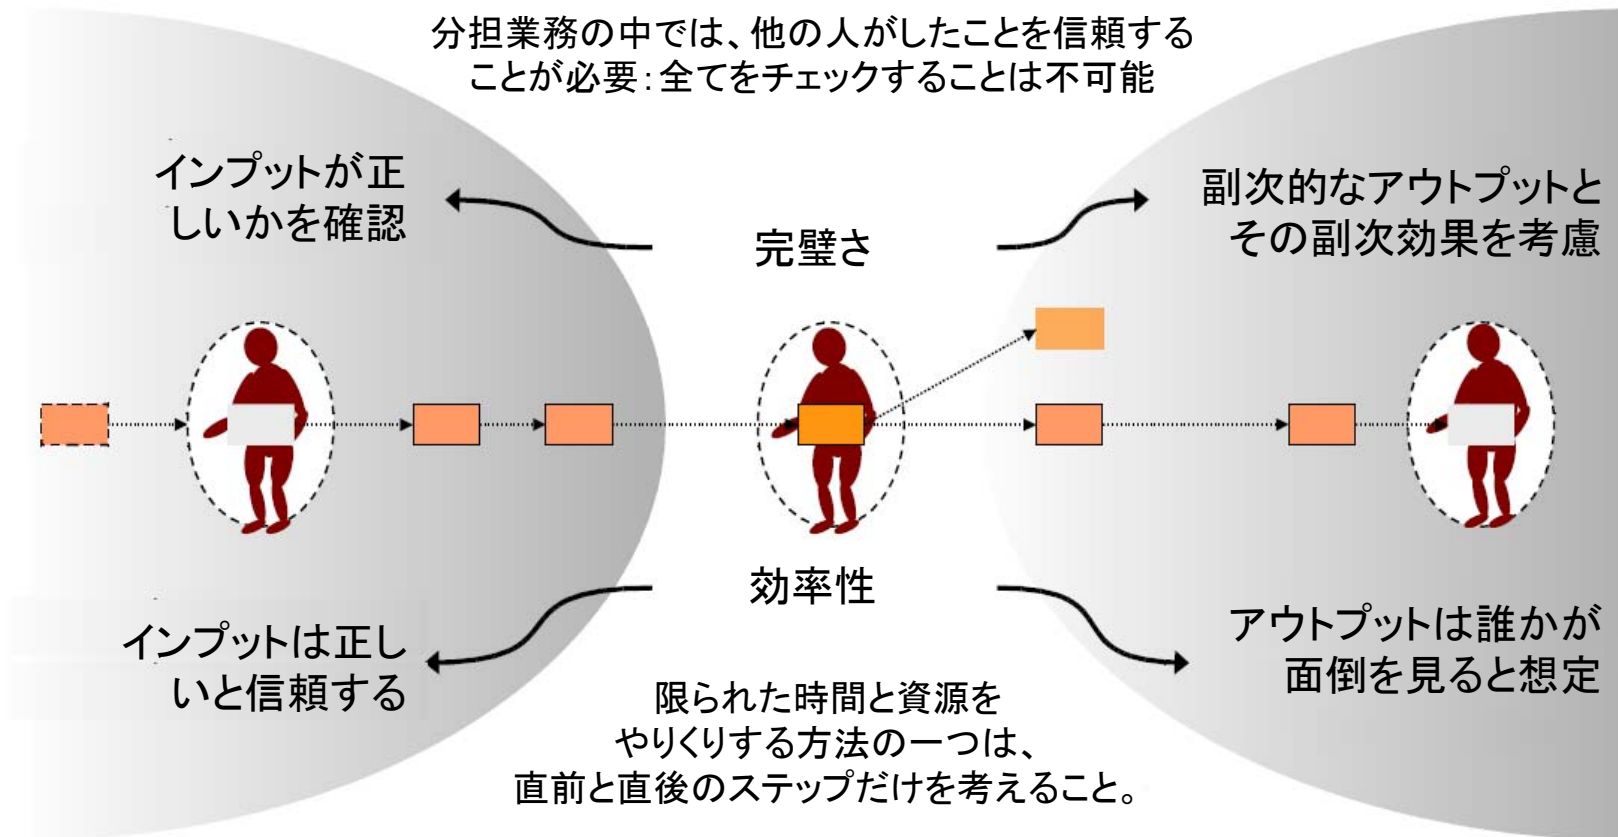 分担業務の中では、他の人がしたことを信頼する
ことが必要：全てをチェックすることは不可能
インプットが正
しいかを確認
副次的なアウトプットと
その副次効果を考慮
完璧さ
効率性
インプットは正し
いと信頼する
アウトプットは誰かが
面倒を見ると想定
限られた時間と資源を
やりくりする方法の一つは、
直前と直後のステップだけを考えること。